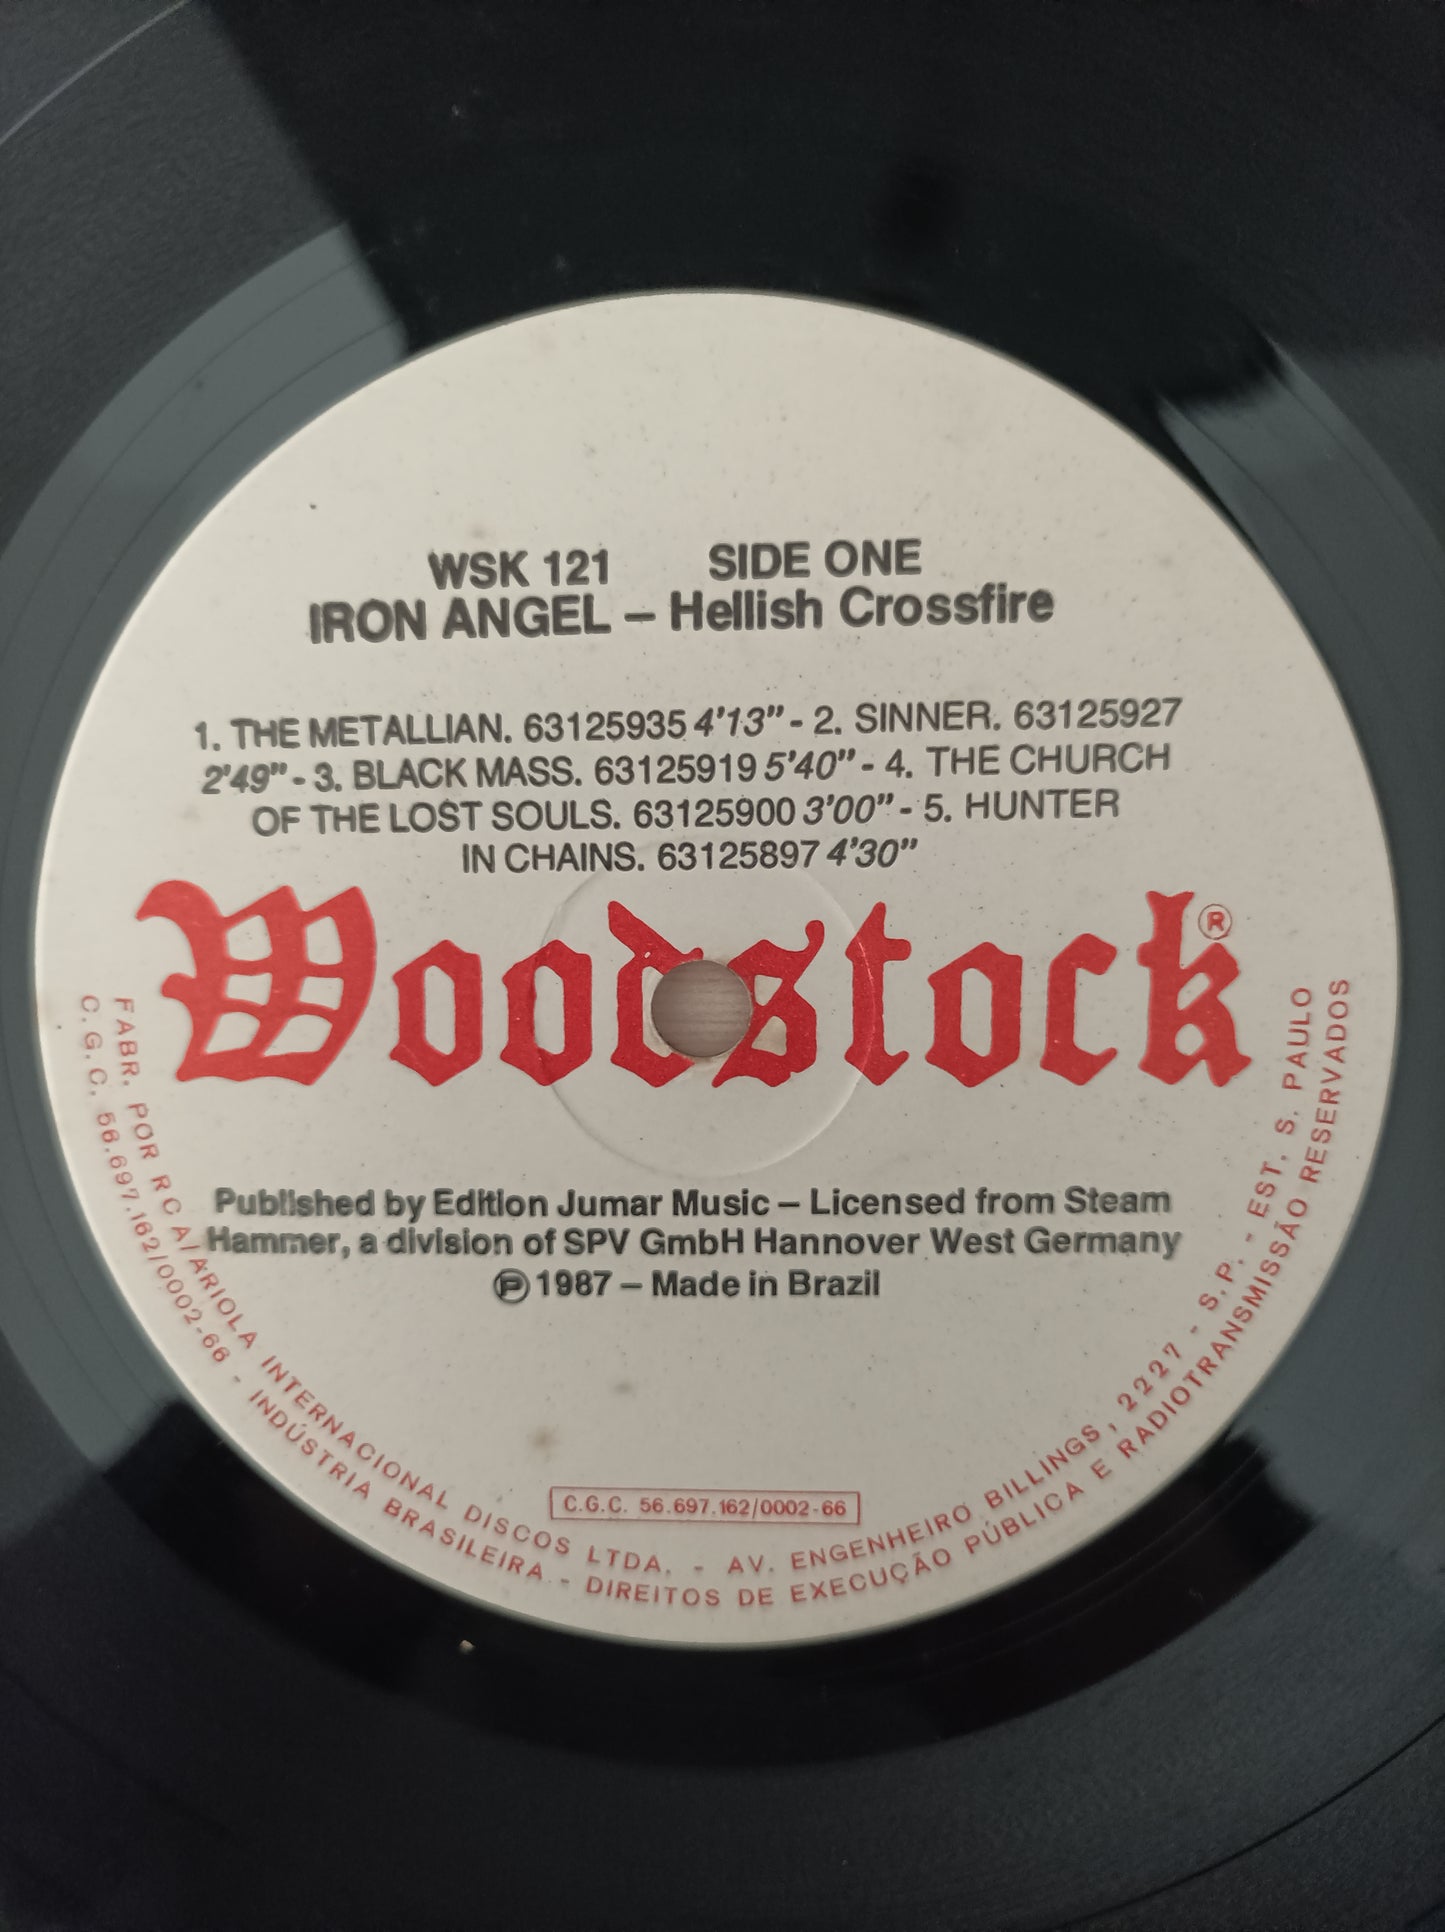 WSK 121 SIDE ONE
IRON ANGEL – Hellish Crossfire
1. THE METALLIAN. 63125935 4'13" - 2. SINNER. 63125927
2'49" - 3. BLACK MASS. 63125919 5'40" - 4. THE CHURCH
OF THE LOST SOULS. 63125900 3'00" - 5. HUNTER
IN CHAINS. 63125897 4'30"
Woodstock ®
Published by Edition Jumar Music – Licensed from Steam
Hammer, a division of SPV GmbH Hannover West Germany
℗ 1987 – Made in Brazil
C.G.C. 56.697.162/0002-66
FABR. POR RCA/ARIOLA INTERNACIONAL DISCOS LTDA. - AV. ENGENHEIRO BILLINGS, 2227 - S.P. - EST. S. PAULO
C.G.C. 56.697.162/0002-66 - INDÚSTRIA BRASILEIRA - DIREITOS DE EXECUÇÃO PÚBLICA E RADIOTRANSMISSÃO RESERVADOS